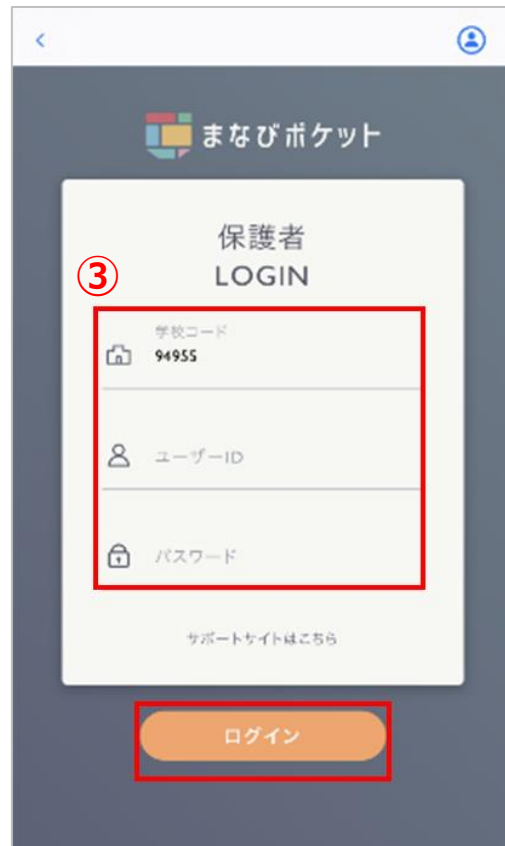 まなびポケット
保護者
LOGIN
③
学校コード
94955
ユーザーID
パスワード
サポートサイトはこちら
ログイン